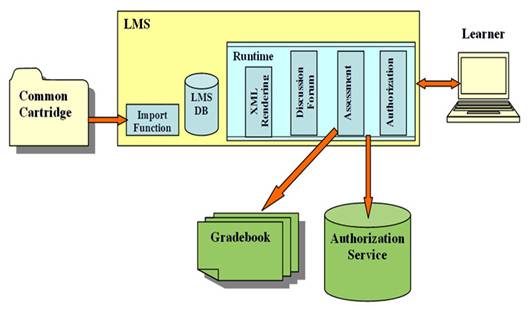 LMS
Learner
Runtime
Common
Cartridge
Import
Function
LMS
DB
XML
Rendering
Discussion
Forum
Assessment
Authorization
Gradebook
Authorization
Service